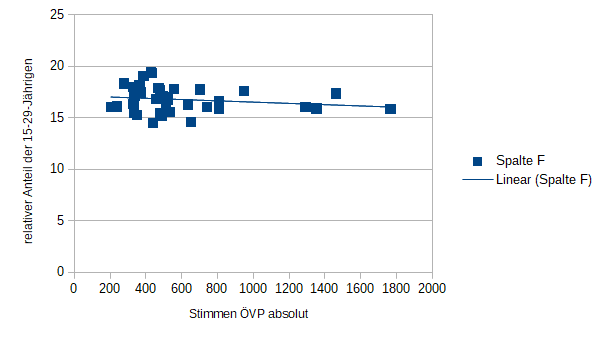 25
20
15
10
5
0
relativer Anteil der 15-29-Jährigen
0 200 400 600 800 1000 1200 1400 1600 1800 2000
Stimmen ÖVP absolut
Spalte F
Linear (Spalte F)